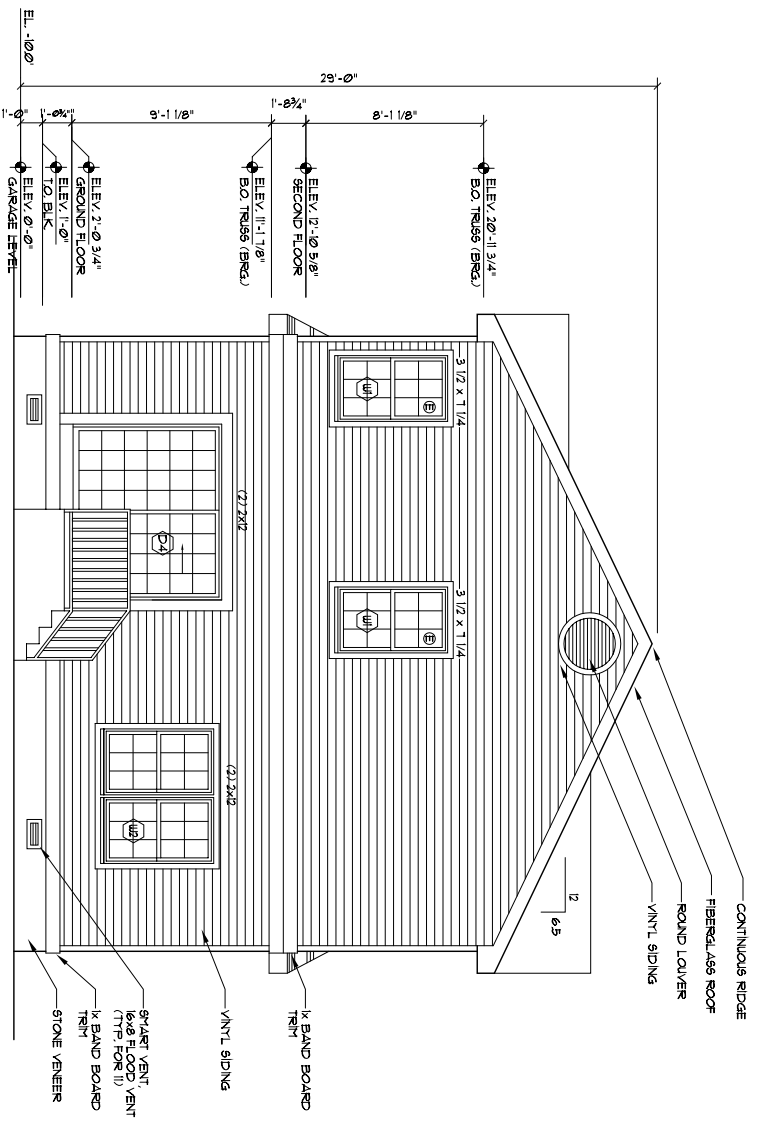 CONTINUOUS RIDGE
FIBERGLASS ROOF
ROUND LOUVER
VINYL SIDING
12
6.5
29'-0"
8'-1 1/8"
1'-8¾"
9'-1 1/8"
1'-0¾"
1'-0"
EL. -10.0'
ELEV. 20'-11 3/4"
B.O. TRUSS (BRG.)
ELEV. 12'-10 5/8"
SECOND FLOOR
ELEV. 11'-1 7/8"
B.O. TRUSS (BRG.)
ELEV. 2'-0 3/4"
GROUND FLOOR
ELEV. 1'-0"
T.O. BLK.
ELEV. 0'-0"
GARAGE LEVEL
3 1/2 x 7 1/4
3 1/2 x 7 1/4
E
W1
E
W1
(2) 2x12
(2) 2x12
D4
W2
1x BAND BOARD
TRIM
VINYL SIDING
SMART VENT,
16x8 FLOOD VENT
(TYP. FOR 11)
1x BAND BOARD
TRIM
STONE VENEER